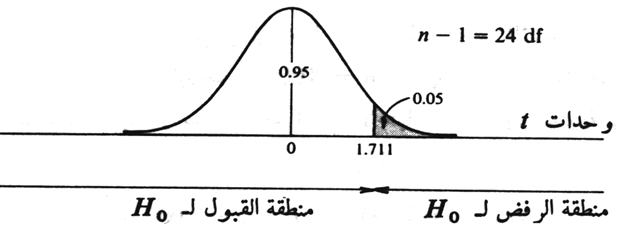 n − 1 = 24 df
0.95
0.05
وحدات t
0
1.711
منطقة الرفض لـ H₀
منطقة القبول لـ H₀